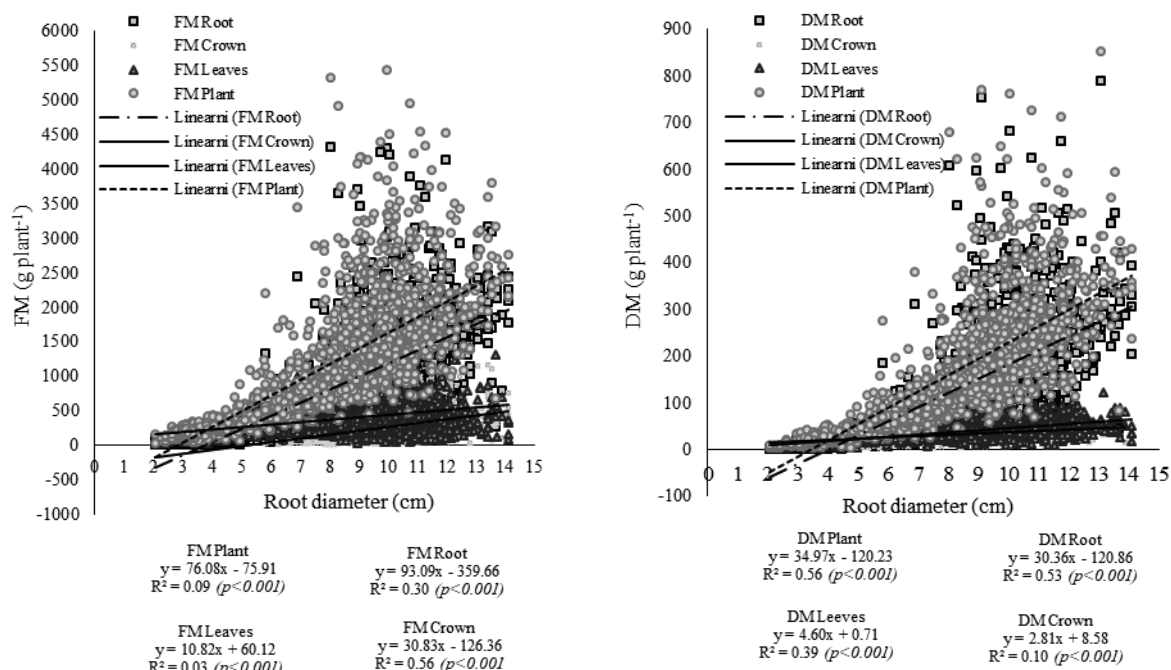 FM Root
FM Crown
FM Leaves
FM Plant
Linearni (FM Root)
Linearni (FM Crown)
Linearni (FM Leaves)
Linearni (FM Plant)
6000
5500
5000
4500
4000
3500
3000
2500
2000
1500
1000
500
0
-500
-1000
FM (g plant⁻¹)
0 1 2 3 4 5 6 7 8 9 10 11 12 13 14 15
Root diameter (cm)
FM Plant
y = 76.08x - 75.91
R² = 0.09 (p<0.001)
FM Root
y = 93.09x - 359.66
R² = 0.30 (p<0.001)
FM Leaves
y = 10.82x + 60.12
R² = 0.03 (p<0.001)
FM Crown
y = 30.83x - 126.36
R² = 0.56 (p<0.001
DM Root
DM Crown
DM Leaves
DM Plant
Linearni (DM Root)
Linearni (DM Crown)
Linearni (DM Leaves)
Linearni (DM Plant)
900
800
700
600
500
400
300
200
100
0
-100
DM (g plant⁻¹)
0 1 2 3 4 5 6 7 8 9 10 11 12 13 14 15
Root diameter (cm)
DM Plant
y = 34.97x - 120.23
R² = 0.56 (p<0.001)
DM Root
y = 30.36x - 120.86
R² = 0.53 (p<0.001)
DM Leeves
y = 4.60x + 0.71
R² = 0.39 (p<0.001)
DM Crown
y = 2.81x + 8.58
R² = 0.10 (p<0.001)